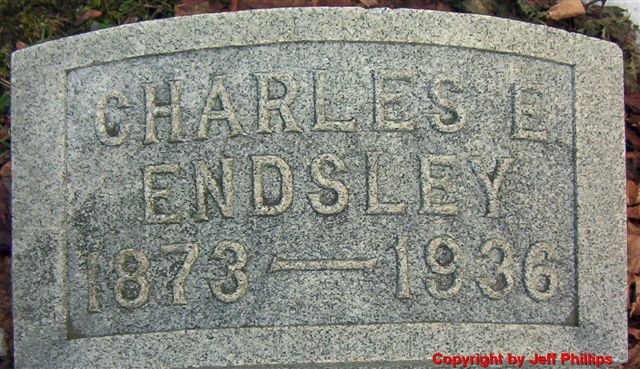 CHARLES E.
ENDSLEY
1873 — 1936
Copyright by Jeff Phillips